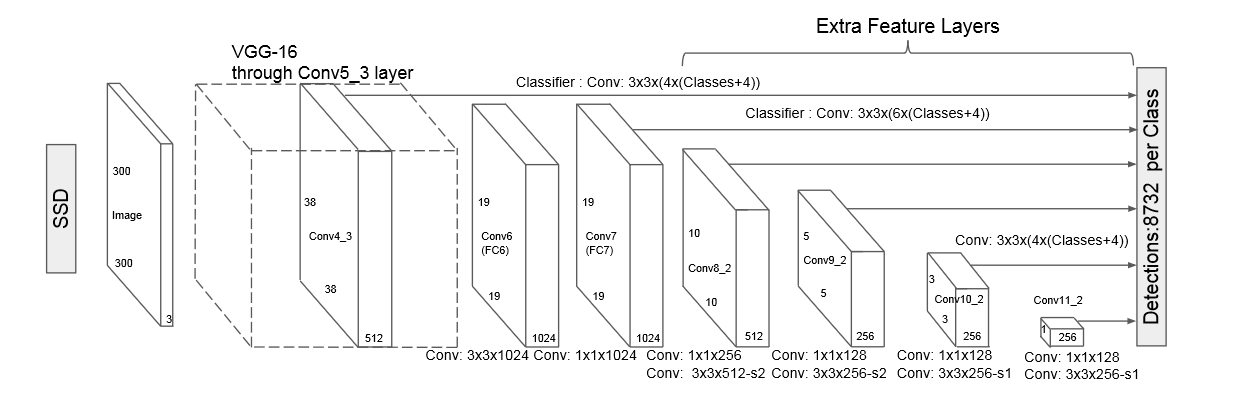 Extra Feature Layers
VGG-16
through Conv5_3 layer
Classifier : Conv: 3x3x(4x(Classes+4))
Classifier : Conv: 3x3x(6x(Classes+4))
SSD
300
Image
300
3
38
Conv4_3
38
512
19
Conv6
(FC6)
19
1024
19
Conv7
(FC7)
19
1024
10
Conv8_2
10
512
5
Conv9_2
5
256
Conv: 3x3x(4x(Classes+4))
3
Conv10_2
3
256
Conv11_2
1
256
Detections:8732 per Class
Conv: 3x3x1024
Conv: 1x1x1024
Conv: 1x1x256
Conv: 3x3x512-s2
Conv: 1x1x128
Conv: 3x3x256-s2
Conv: 1x1x128
Conv: 3x3x256-s1
Conv: 1x1x128
Conv: 3x3x256-s1